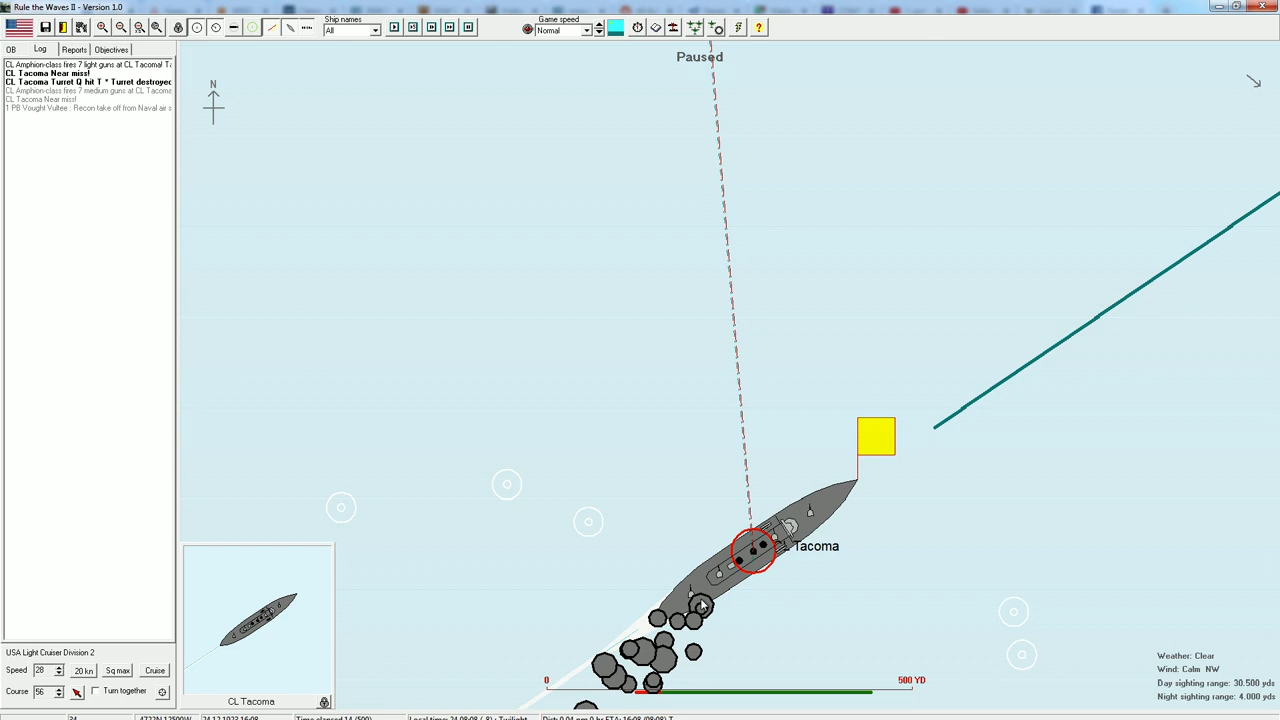 Rule the Waves II - Version 1.0
Ship names
All
Game speed
Normal
OB Log Reports Objectives
Paused
CL Amphion-class fires 7 light guns at CL Tacoma! Ta
CL Tacoma Near miss!
CL Tacoma Turret Q hit T * Turret destroyed
CL Amphion-class fires 7 medium guns at CL Tacoma
CL Tacoma Near miss!
1 PB Vought Vultee : Recon take off from Naval air s
N
Tacoma
0
500 YD
Weather: Clear
Wind: Calm NW
Day sighting range: 30.500 yds
Night sighting range: 4.000 yds
USA Light Cruiser Division 2
Speed 28 20 kn Sq max Cruise
Course 56 Turn together
CL Tacoma